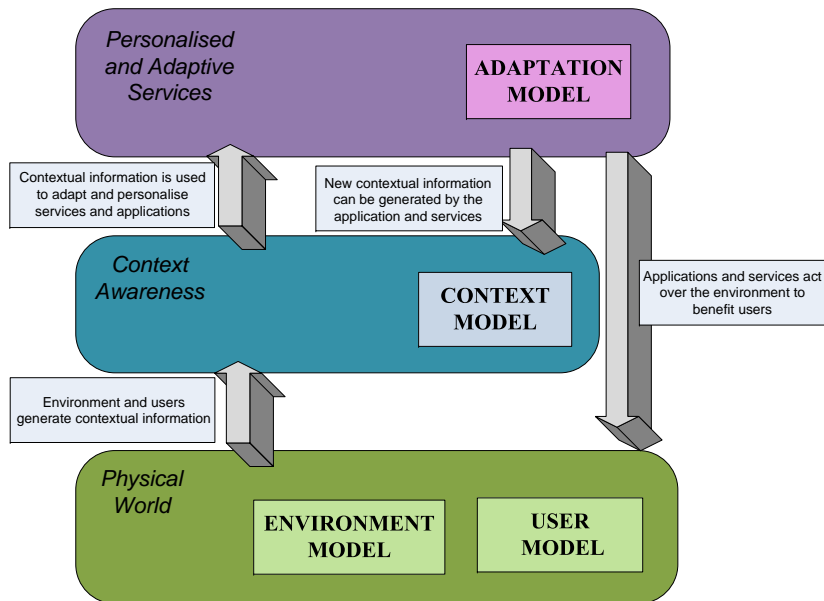 Personalised
and Adaptive
Services
ADAPTATION
MODEL
Contextual information is used
to adapt and personalise
services and applications
New contextual information
can be generated by the
application and services
Context
Awareness
CONTEXT
MODEL
Applications and services act
over the environment to
benefit users
Environment and users
generate contextual information
Physical
World
ENVIRONMENT
MODEL
USER
MODEL